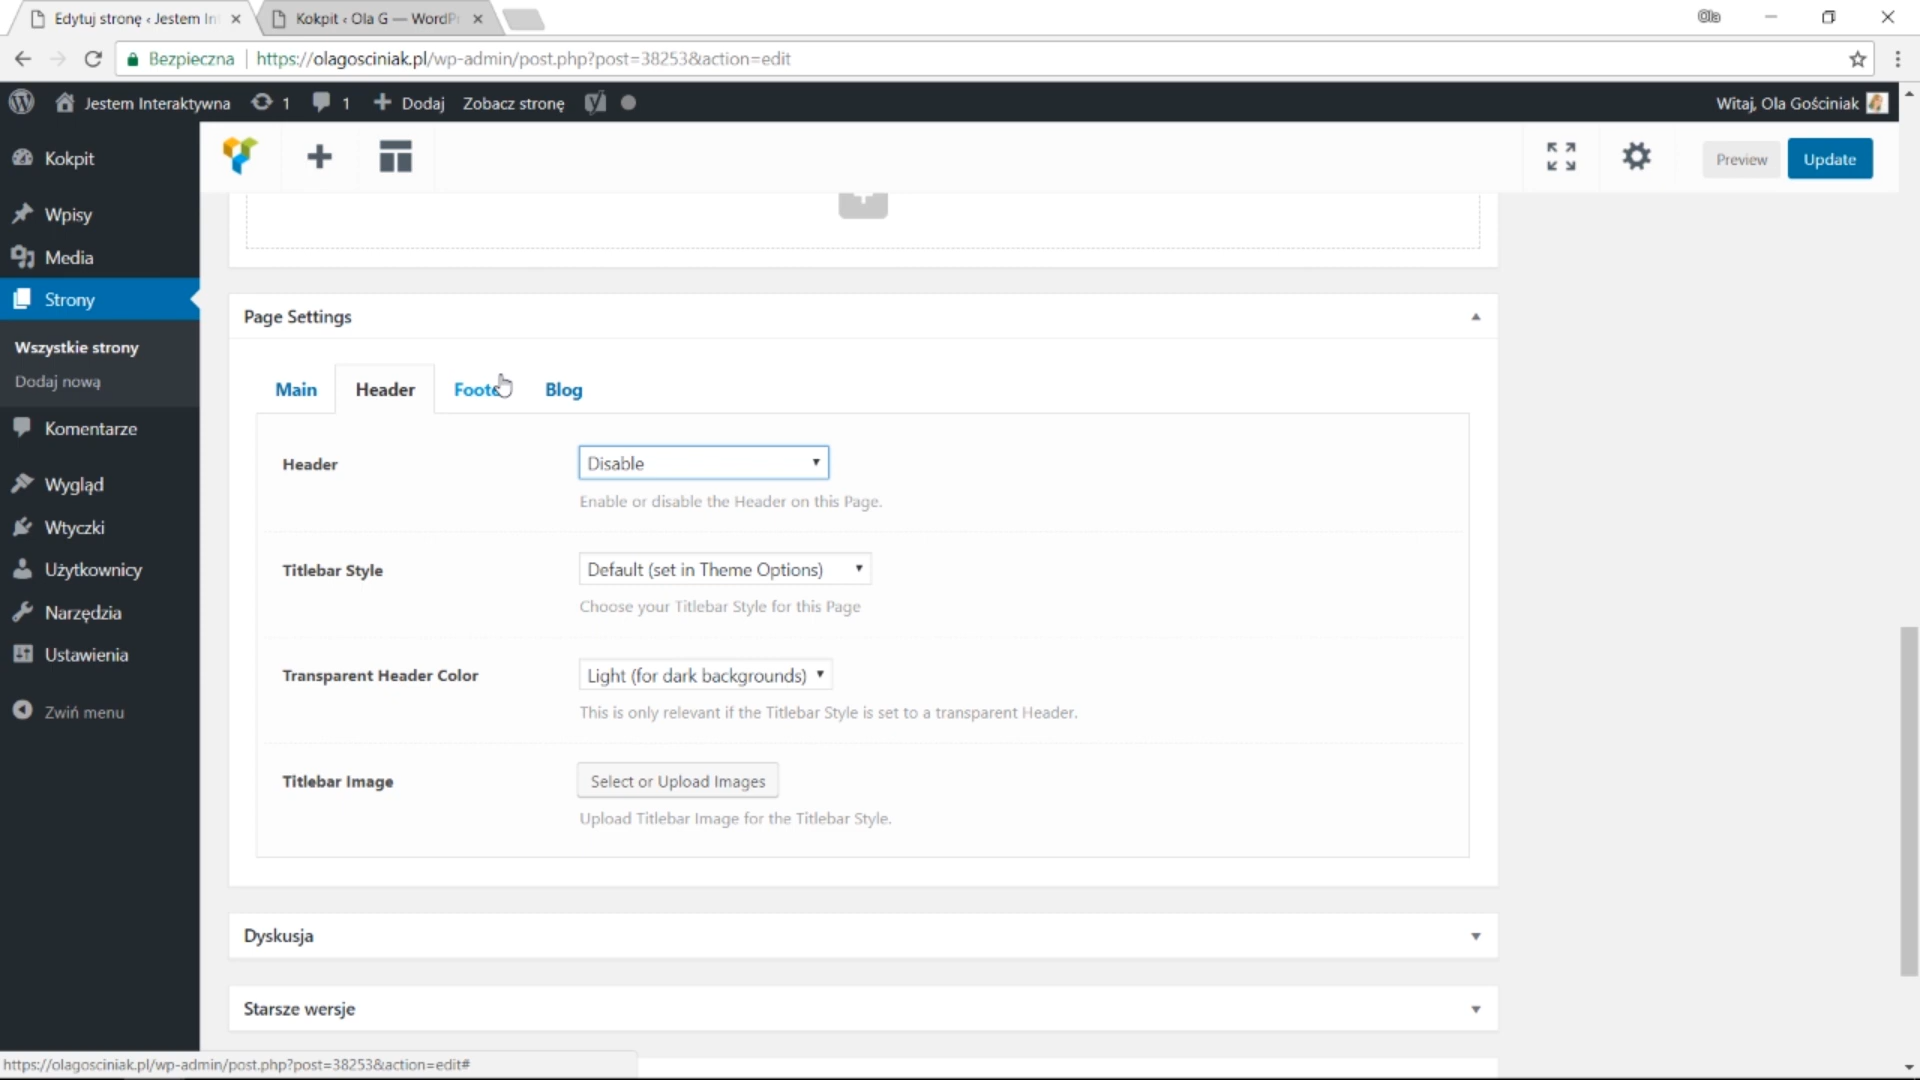 Edytuj stronę ‹ Jestem In
Kokpit ‹ Ola G — WordP
Ola
Bezpieczna
https://olagosciniak.pl/wp-admin/post.php?post=38253&action=edit
Jestem Interaktywna
1
1
Dodaj
Zobacz stronę
Witaj, Ola Gościniak
Kokpit
Wpisy
Media
Strony
Wszystkie strony
Dodaj nową
Komentarze
Wygląd
Wtyczki
Użytkownicy
Narzędzia
Ustawienia
Zwiń menu
Preview
Update
Page Settings
Main
Header
Foote
Blog
Header
Disable
Enable or disable the Header on this Page.
Titlebar Style
Default (set in Theme Options)
Choose your Titlebar Style for this Page
Transparent Header Color
Light (for dark backgrounds)
This is only relevant if the Titlebar Style is set to a transparent Header.
Titlebar Image
Select or Upload Images
Upload Titlebar Image for the Titlebar Style.
Dyskusja
Starsze wersje
https://olagosciniak.pl/wp-admin/post.php?post=38253&action=edit#